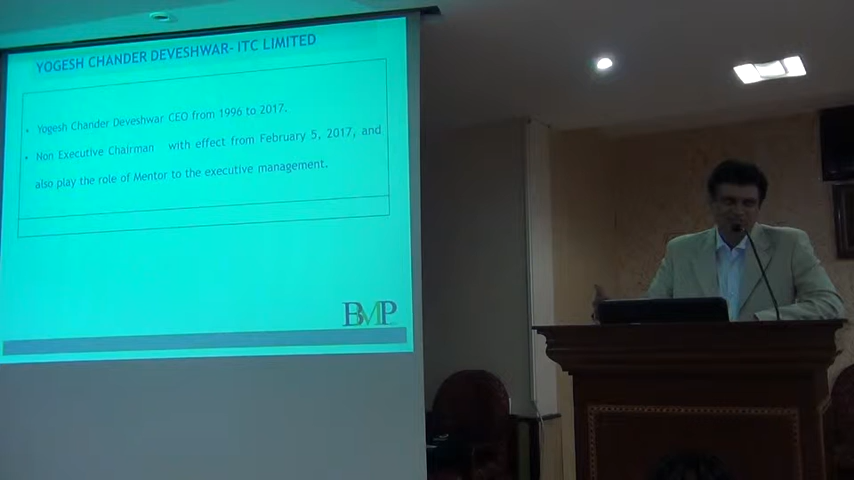 YOGESH CHANDER DEVESHWAR- ITC LIMITED
• Yogesh Chander Deveshwar CEO from 1996 to 2017.
• Non Executive Chairman with effect from February 5, 2017, and
also play the role of Mentor to the executive management.
BMP